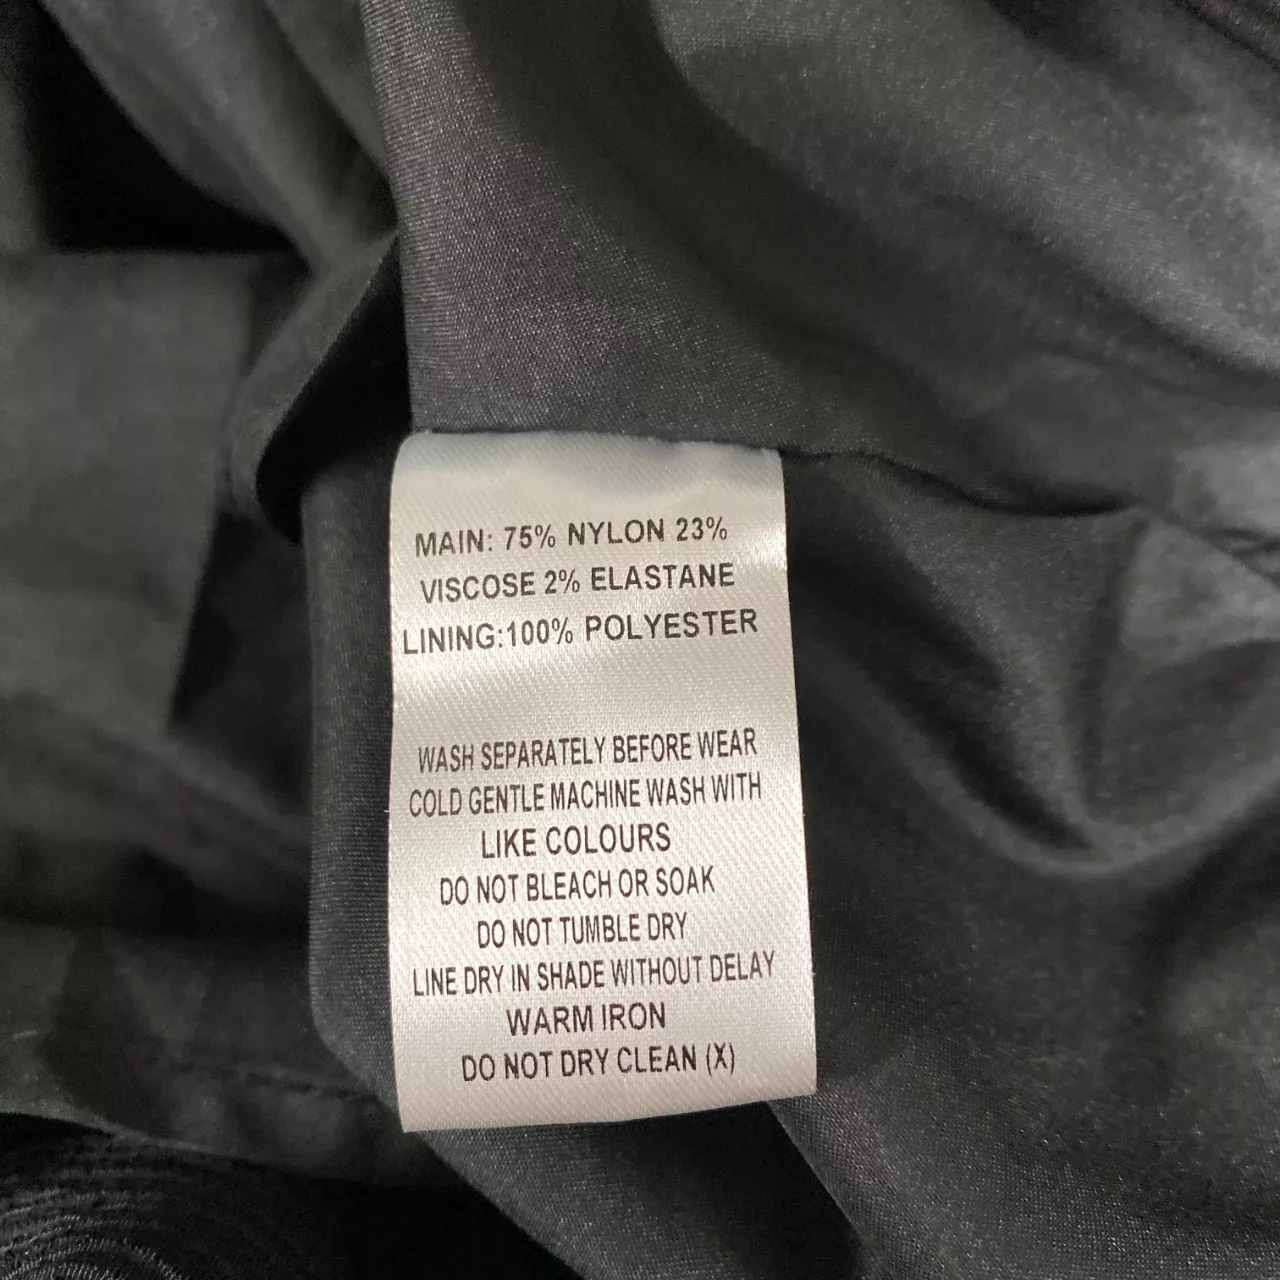 MAIN: 75% NYLON 23%
VISCOSE 2% ELASTANE
LINING:100% POLYESTER
WASH SEPARATELY BEFORE WEAR
COLD GENTLE MACHINE WASH WITH
LIKE COLOURS
DO NOT BLEACH OR SOAK
DO NOT TUMBLE DRY
LINE DRY IN SHADE WITHOUT DELAY
WARM IRON
DO NOT DRY CLEAN (X)